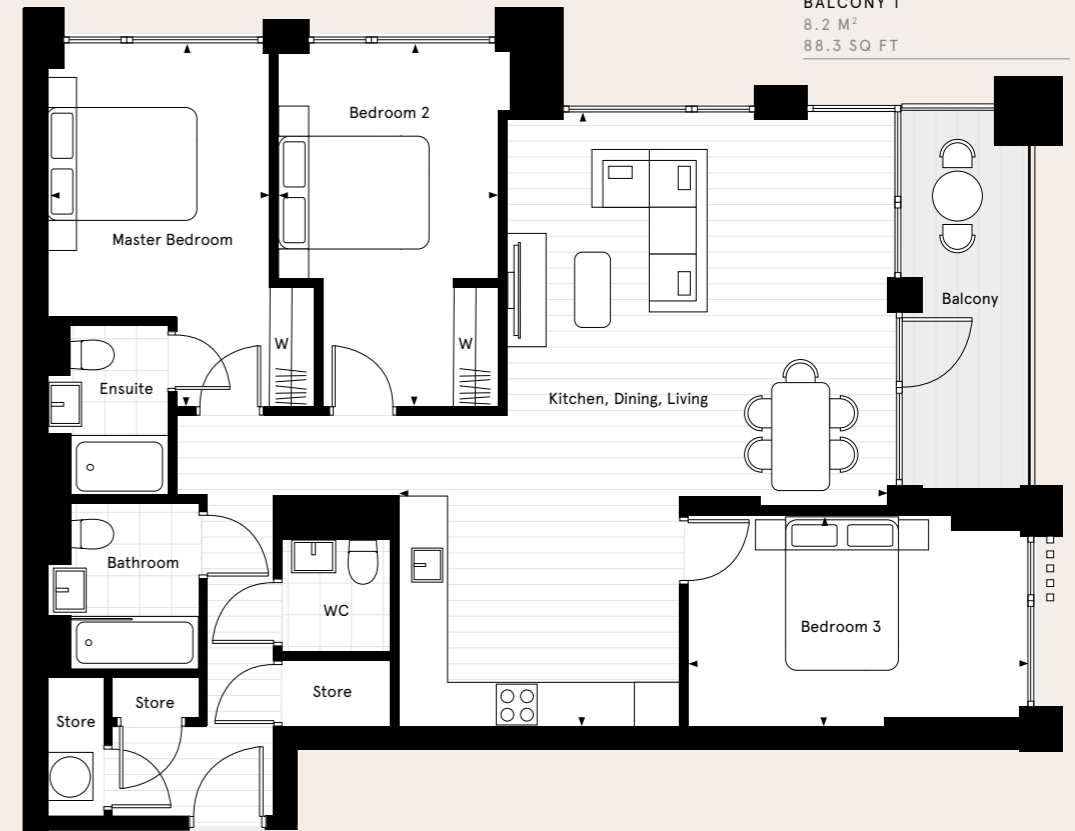 BALCONY 1
8.2 M²
88.3 SQ FT
Bedroom 2
Master Bedroom
Balcony
W
W
Ensuite
Kitchen, Dining, Living
Bathroom
WC
Bedroom 3
Store
Store
Store